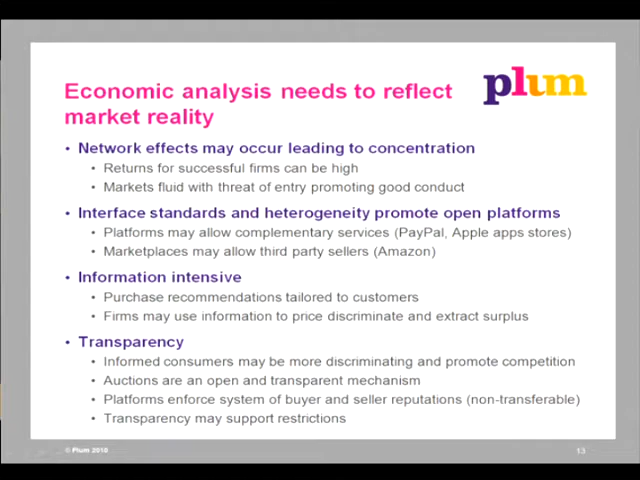 plum
Economic analysis needs to reflect
market reality
• Network effects may occur leading to concentration
• Returns for successful firms can be high
• Markets fluid with threat of entry promoting good conduct
• Interface standards and heterogeneity promote open platforms
• Platforms may allow complementary services (PayPal, Apple apps stores)
• Marketplaces may allow third party sellers (Amazon)
• Information intensive
• Purchase recommendations tailored to customers
• Firms may use information to price discriminate and extract surplus
• Transparency
• Informed consumers may be more discriminating and promote competition
• Auctions are an open and transparent mechanism
• Platforms enforce system of buyer and seller reputations (non-transferable)
• Transparency may support restrictions
© Plum 2010
13